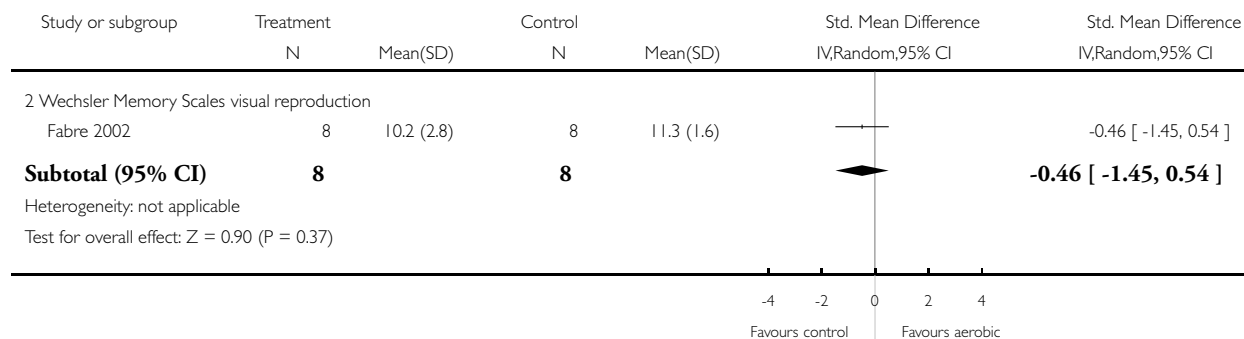 Study or subgroup Treatment Control Std. Mean Difference Std. Mean Difference
N Mean(SD) N Mean(SD) IV,Random,95% CI IV,Random,95% CI
2 Wechsler Memory Scales visual reproduction
Fabre 2002 8 10.2 (2.8) 8 11.3 (1.6) -0.46 [ -1.45, 0.54 ]
Subtotal (95% CI) 8 8 -0.46 [ -1.45, 0.54 ]
Heterogeneity: not applicable
Test for overall effect: Z = 0.90 (P = 0.37)
-4 -2 0 2 4
Favours control Favours aerobic